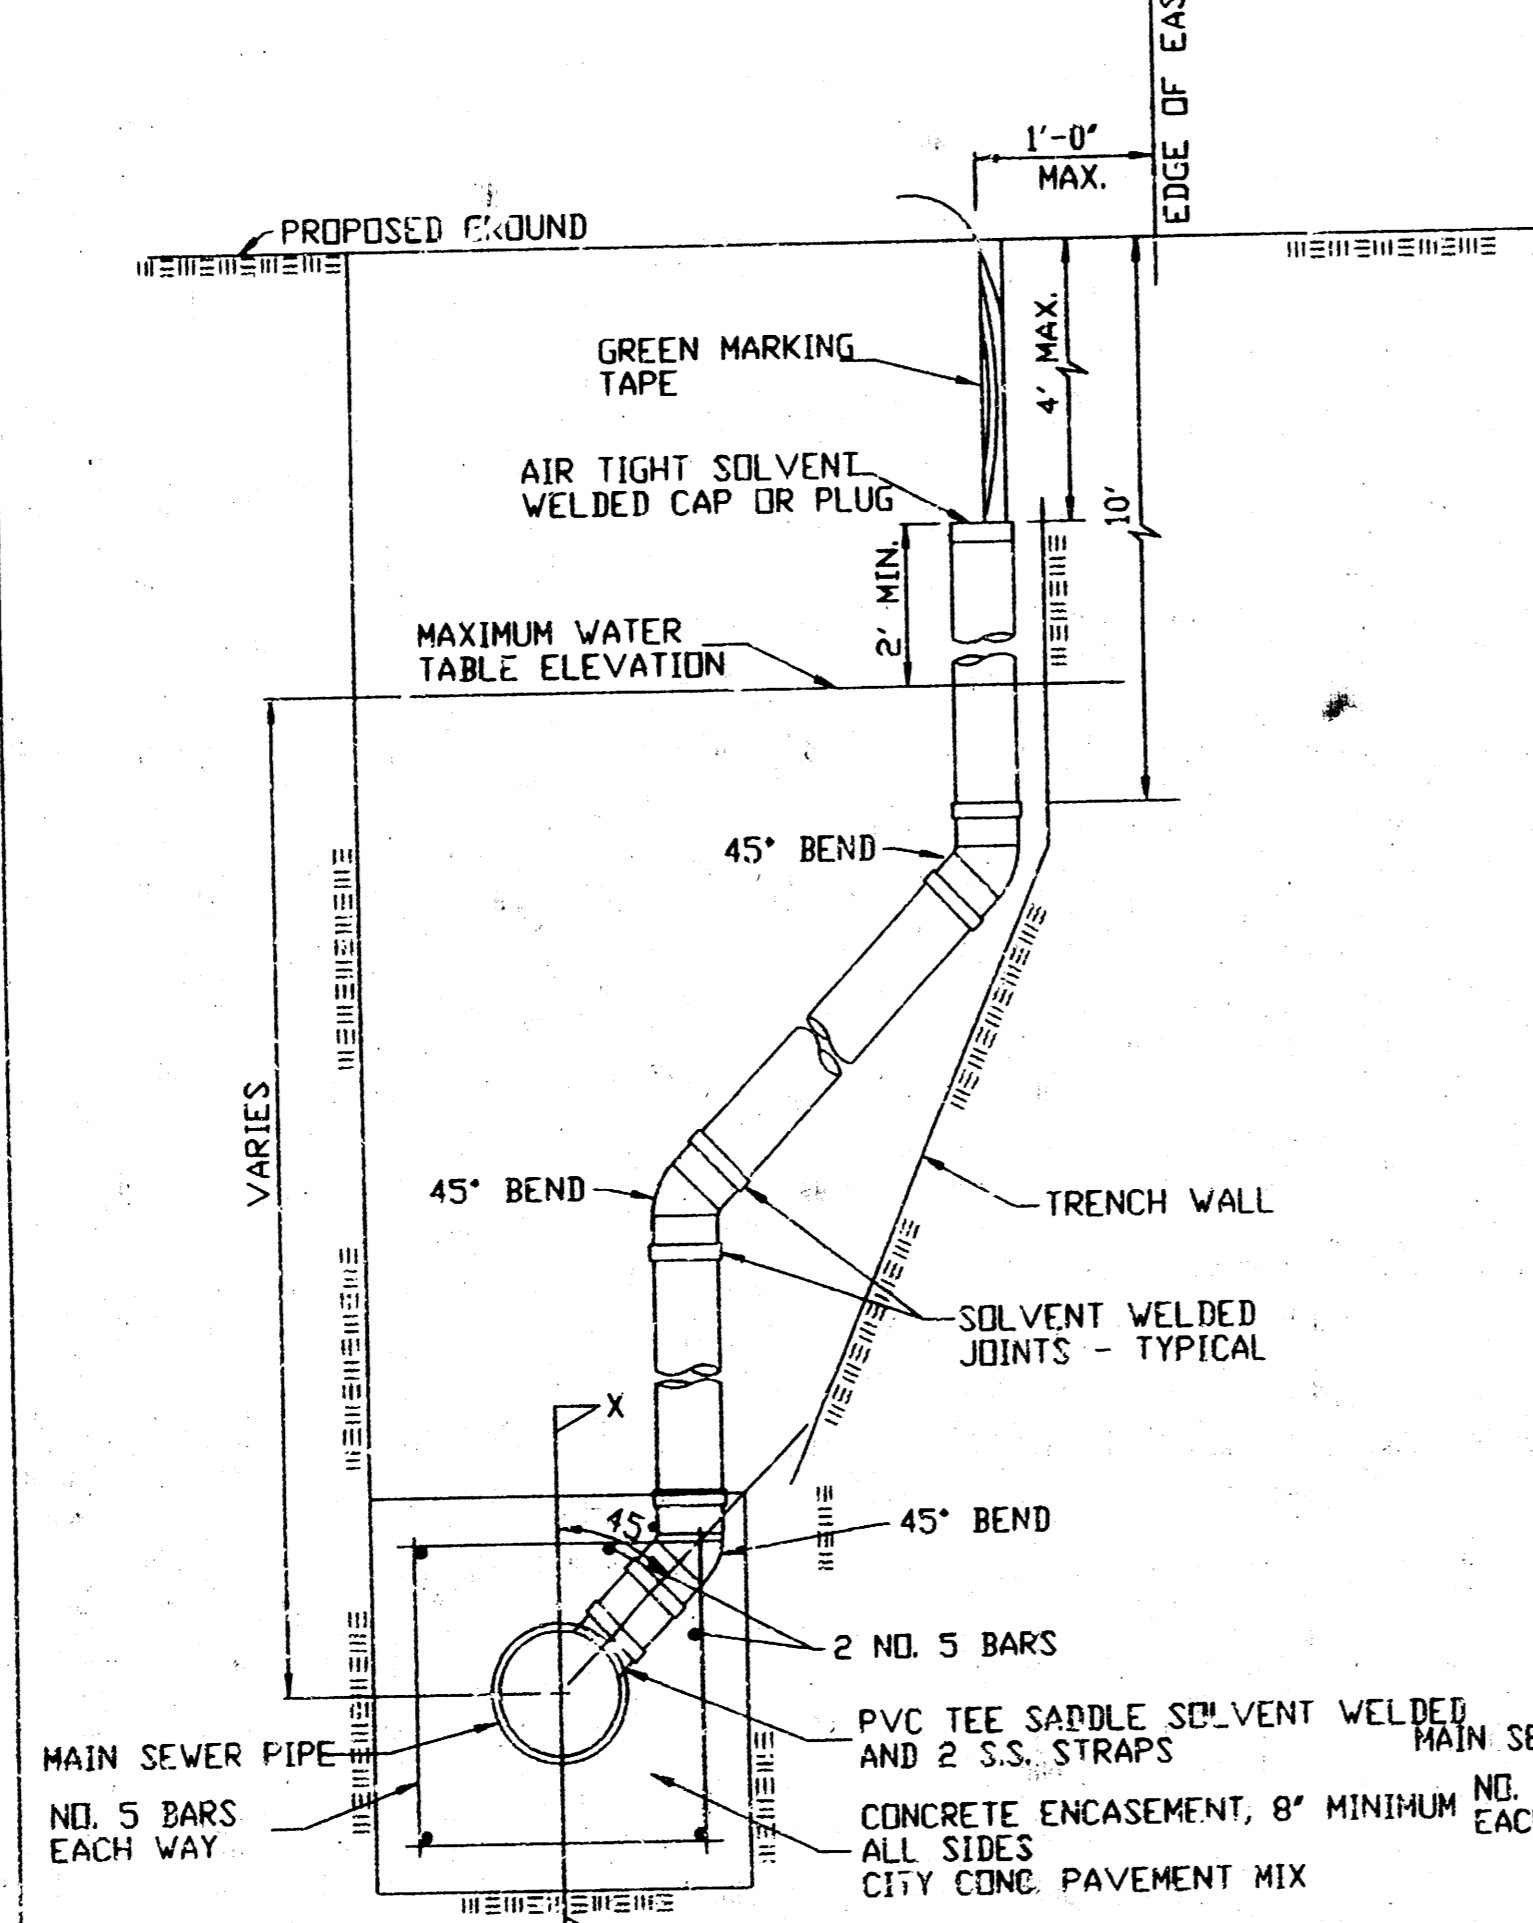 EDGE OF
1'-0"
MAX.
PROPOSED GROUND
GREEN MARKING
TAPE
4' MAX.
AIR TIGHT SOLVENT
WELDED CAP OR PLUG
10'
2' MIN.
MAXIMUM WATER
TABLE ELEVATION
45° BEND
VARIES
45° BEND
TRENCH WALL
SOLVENT WELDED
JOINTS - TYPICAL
X
45°
45° BEND
2 NO. 5 BARS
PVC TEE SADDLE SOLVENT WELDED
AND 2 S.S. STRAPS
MAIN SEWER PIPE
MAIN
NO. 5 BARS
EACH WAY
CONCRETE ENCASEMENT, 8" MINIMUM
ALL SIDES
CITY CONC. PAVEMENT MIX
NO.